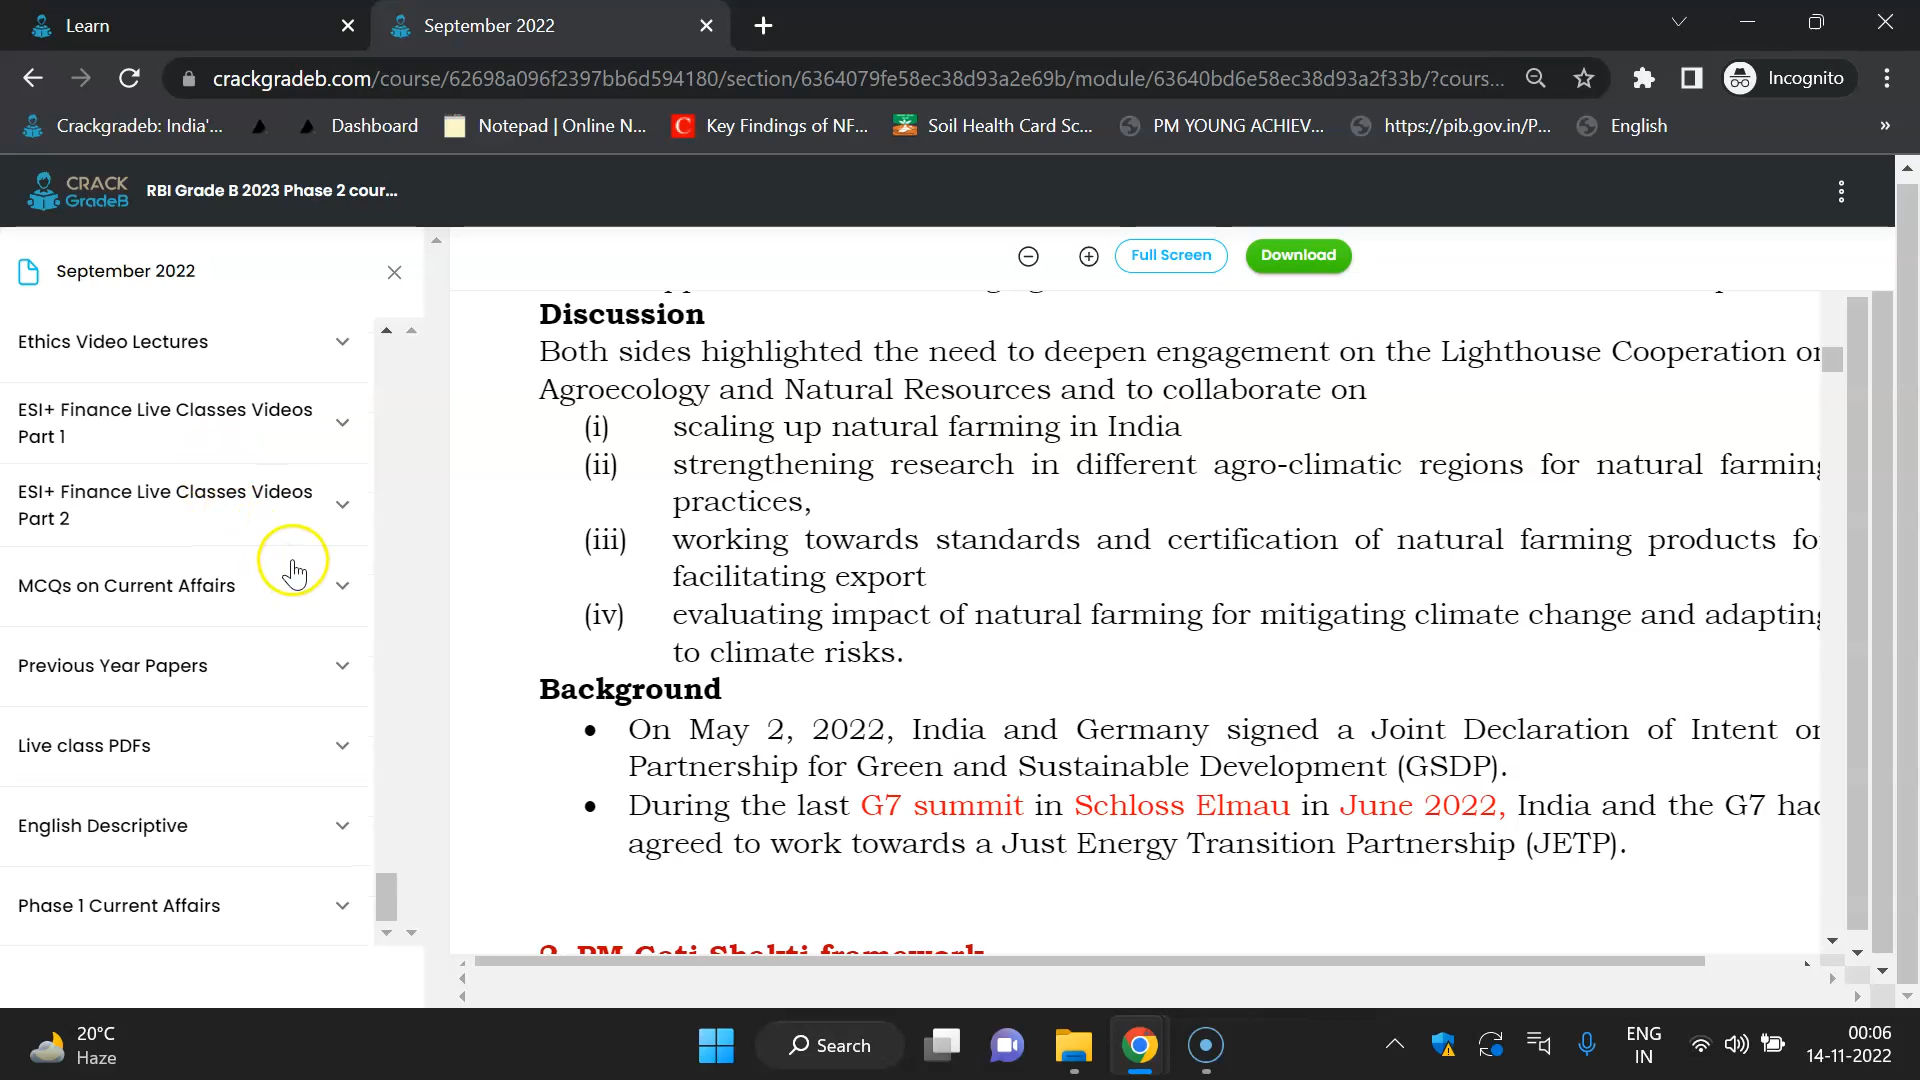 Learn
September 2022
crackgradeb.com/course/62698a096f2397bb6d594180/section/6364079fe58ec38d93a2e69b/module/63640bd6e58ec38d93a2f33b/?cours...
Incognito
Crackgradeb: India'...
Dashboard
Notepad | Online N...
Key Findings of NF...
Soil Health Card Sc...
PM YOUNG ACHIEV...
https://pib.gov.in/P...
English
CRACK
GradeB
RBI Grade B 2023 Phase 2 cour...
September 2022
Full Screen
Download
Ethics Video Lectures
ESI+ Finance Live Classes Videos
Part 1
ESI+ Finance Live Classes Videos
Part 2
MCQs on Current Affairs
Previous Year Papers
Live class PDFs
English Descriptive
Phase 1 Current Affairs
Discussion
Both sides highlighted the need to deepen engagement on the Lighthouse Cooperation on
Agroecology and Natural Resources and to collaborate on
(i) scaling up natural farming in India
(ii) strengthening research in different agro-climatic regions for natural farming
practices,
(iii) working towards standards and certification of natural farming products fo
facilitating export
(iv) evaluating impact of natural farming for mitigating climate change and adapting
to climate risks.
Background
• On May 2, 2022, India and Germany signed a Joint Declaration of Intent on
Partnership for Green and Sustainable Development (GSDP).
• During the last G7 summit in Schloss Elmau in June 2022, India and the G7 had
agreed to work towards a Just Energy Transition Partnership (JETP).
2. PM Gati Shakti framework
20°C
Haze
Search
ENG
IN
00:06
14-11-2022